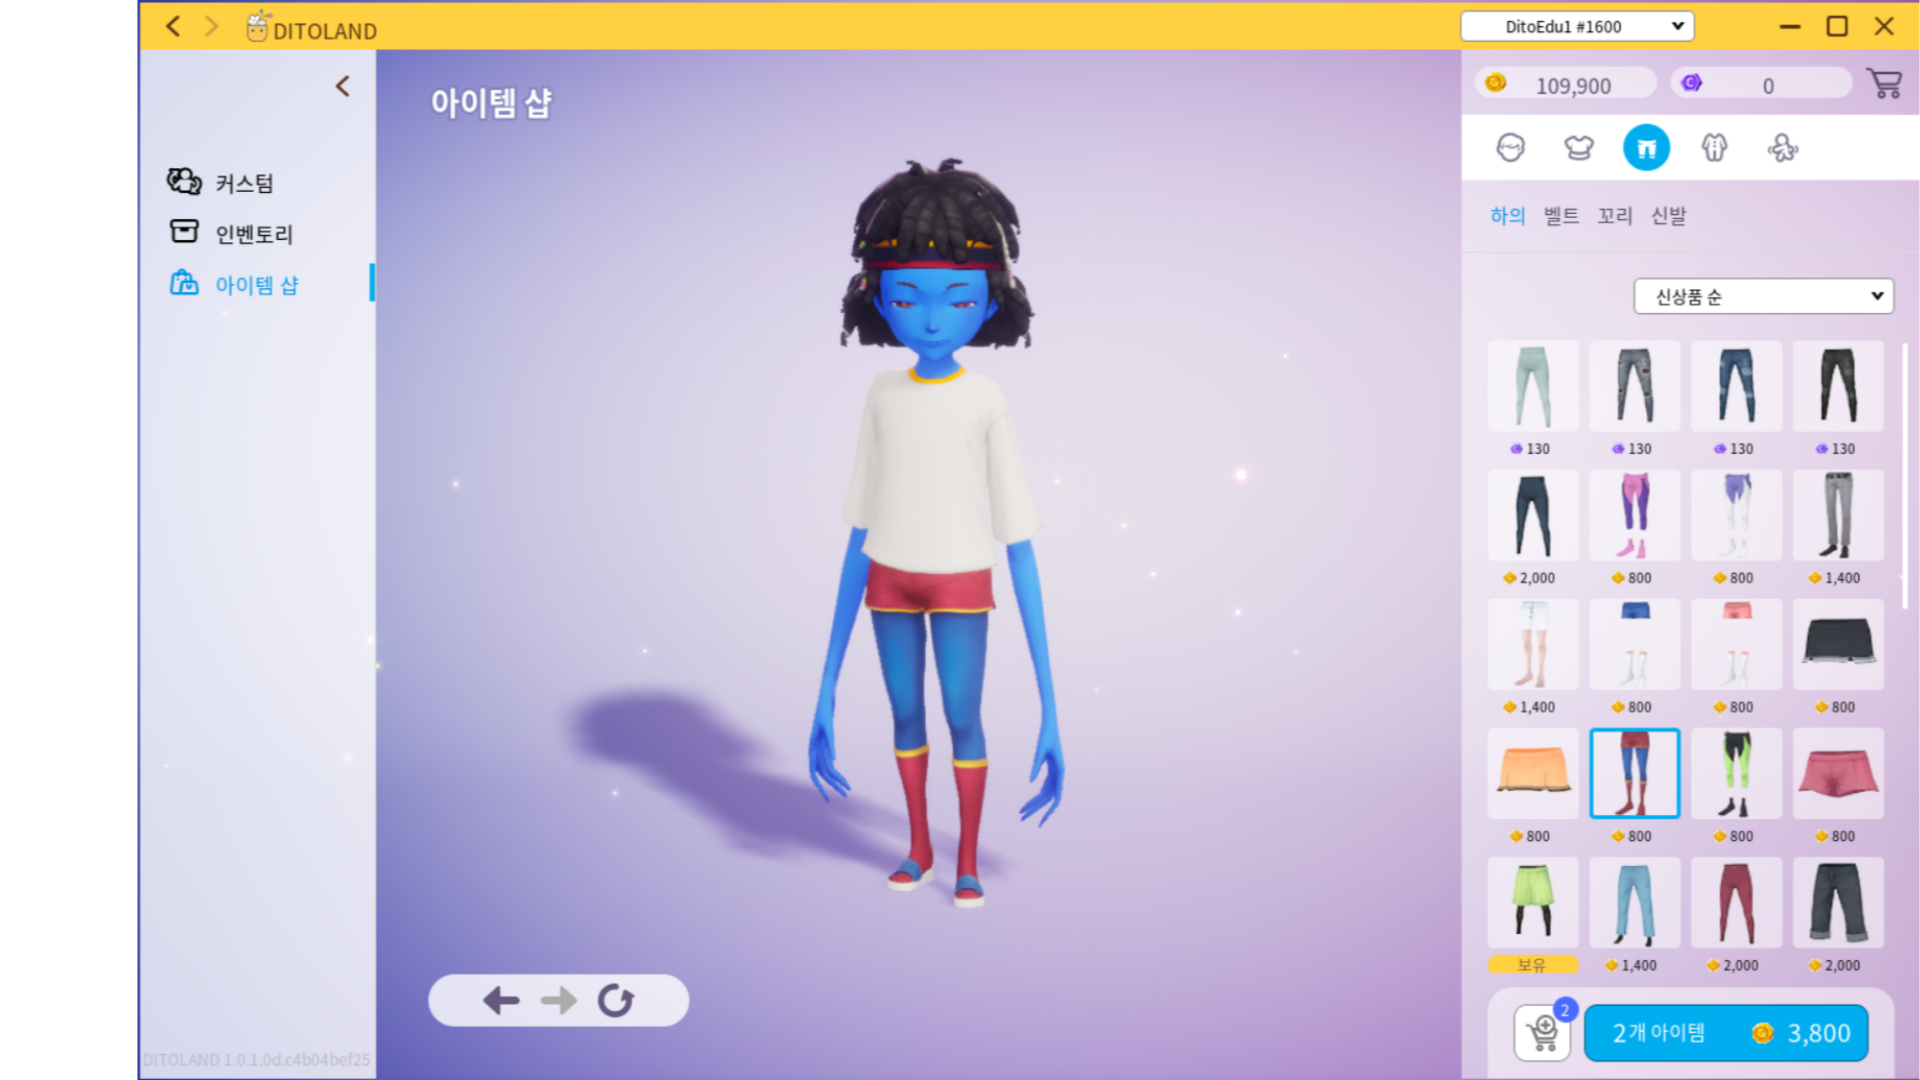 DITOLAND
DitoEdu1 #1600
아이템 샵
109,900
0
커스텀
인벤토리
아이템 샵
하의 벨트 꼬리 신발
신상품 순
130 130 130 130
2,000 800 800 1,400
1,400 800 800 800
800 800 800 800
보유 1,400 2,000 2,000
2
2개 아이템 3,800
DITOLAND 1.0.1.0d.c4b04bef25